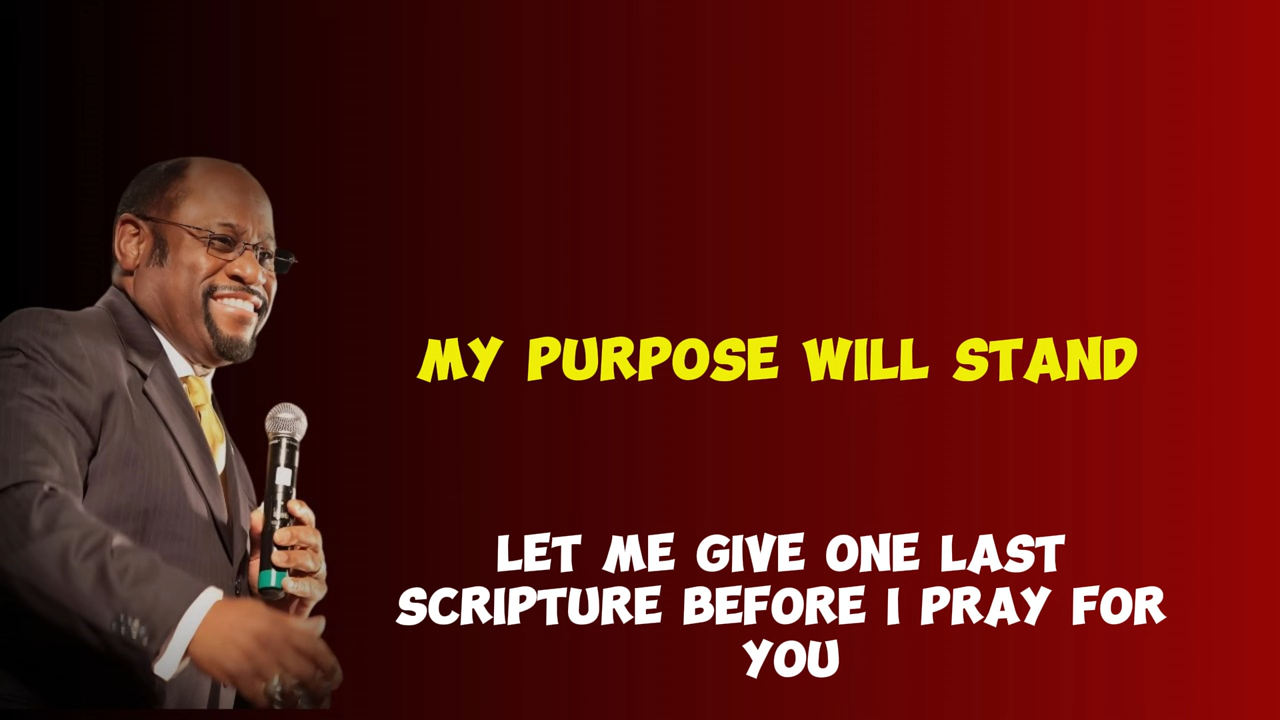 MY PURPOSE WILL STAND
LET ME GIVE ONE LAST
SCRIPTURE BEFORE I PRAY FOR
YOU